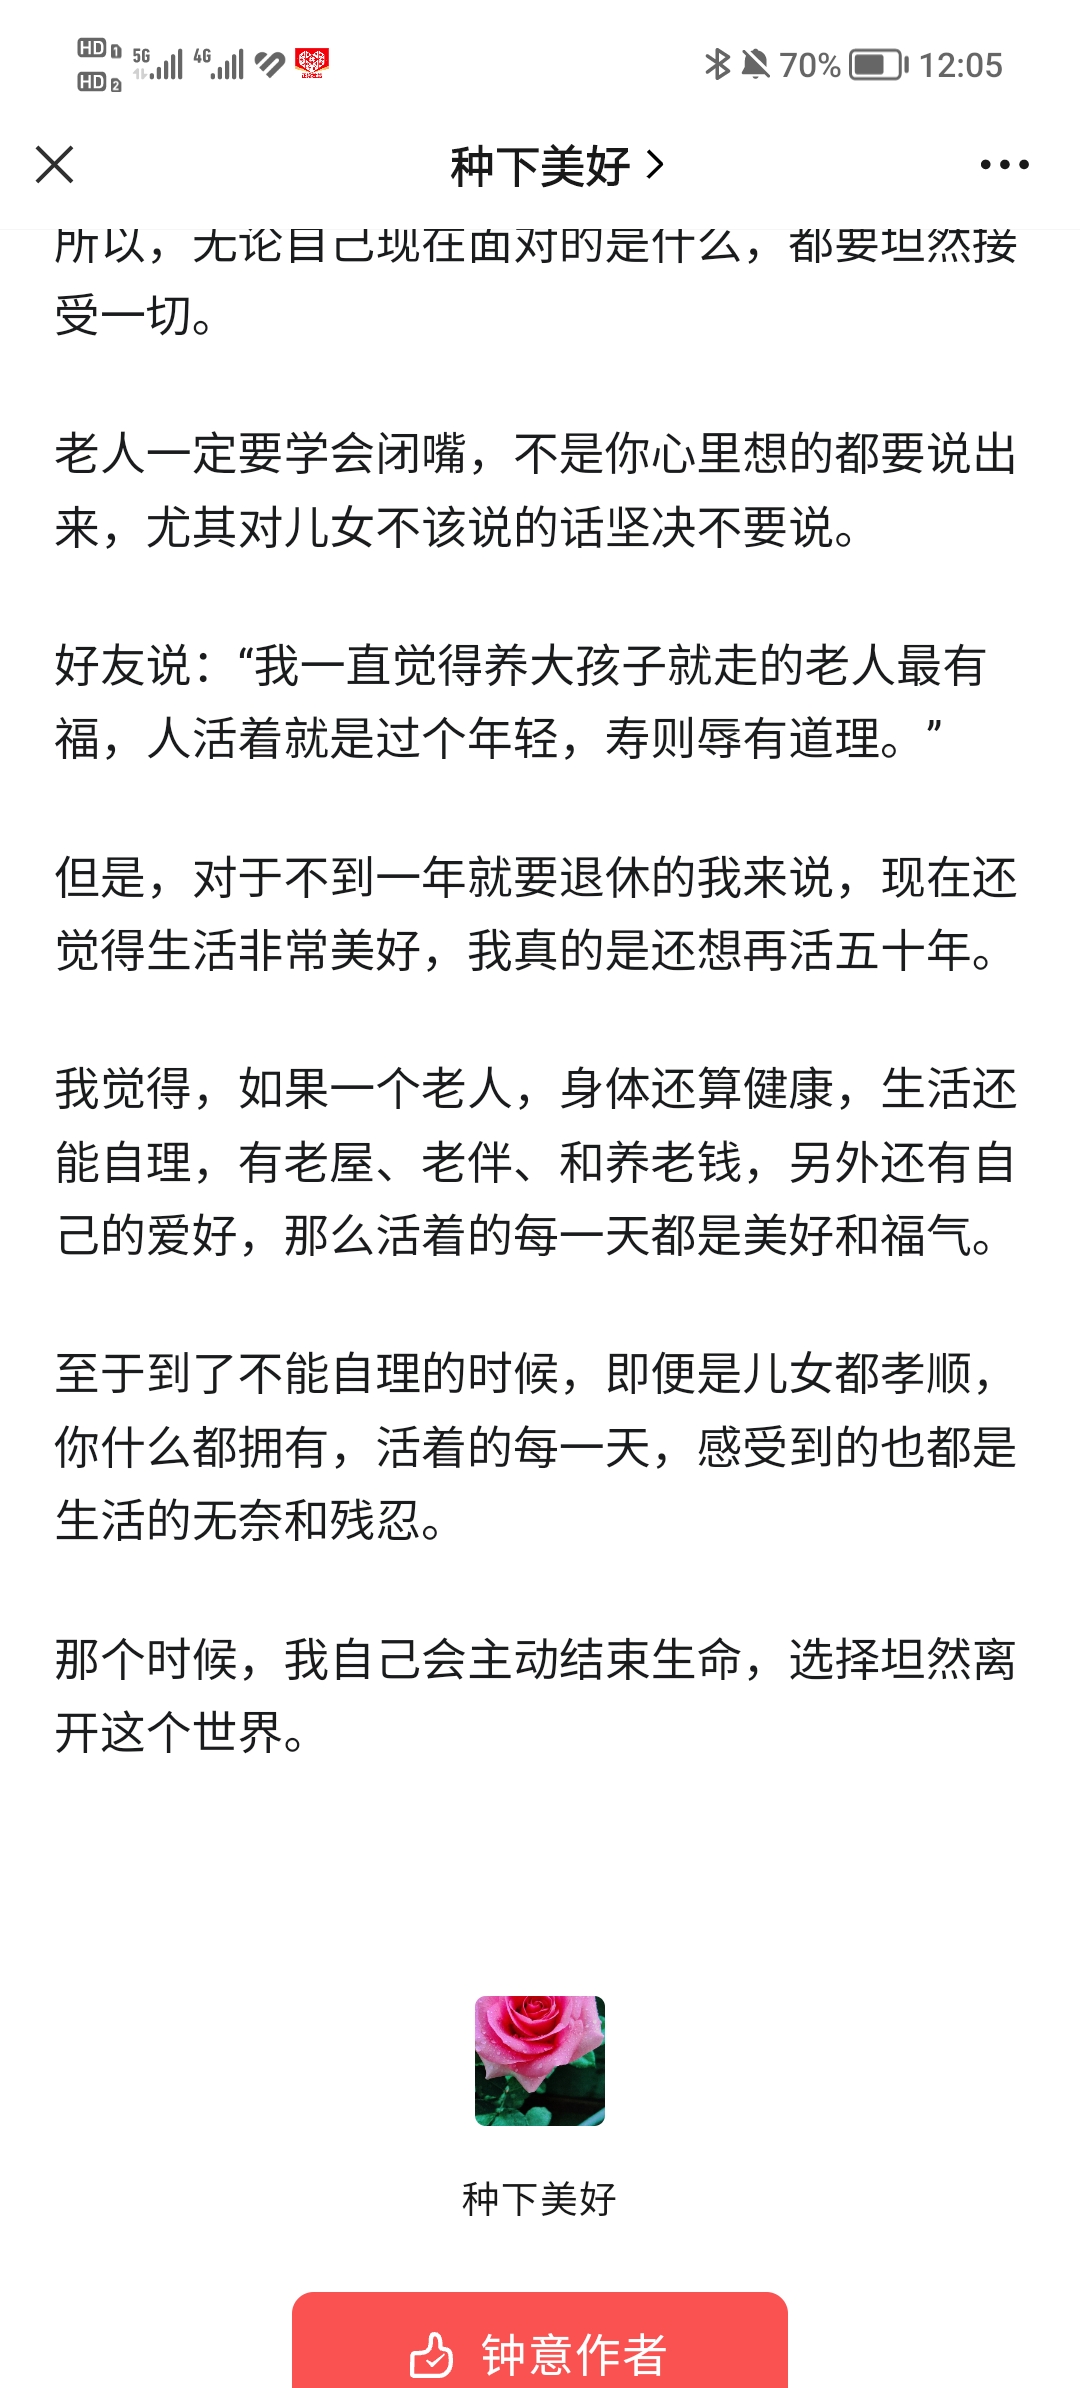 HD 1 5G 4G 70% 12:05
HD 2
种下美好
所以，无论自己现在面对的是什么，都要坦然接
受一切。
老人一定要学会闭嘴，不是你心里想的都要说出
来，尤其对儿女不该说的话坚决不要说。
好友说：“我一直觉得养大孩子就走的老人最有
福，人活着就是过个年轻，寿则辱有道理。”
但是，对于不到一年就要退休的我来说，现在还
觉得生活非常美好，我真的是还想再活五十年。
我觉得，如果一个老人，身体还算健康，生活还
能自理，有老屋、老伴、和养老钱，另外还有自
己的爱好，那么活着的每一天都是美好和福气。
至于到了不能自理的时候，即便是儿女都孝顺，
你什么都拥有，活着的每一天，感受到的也都是
生活的无奈和残忍。
那个时候，我自己会主动结束生命，选择坦然离
开这个世界。
种下美好
钟意作者